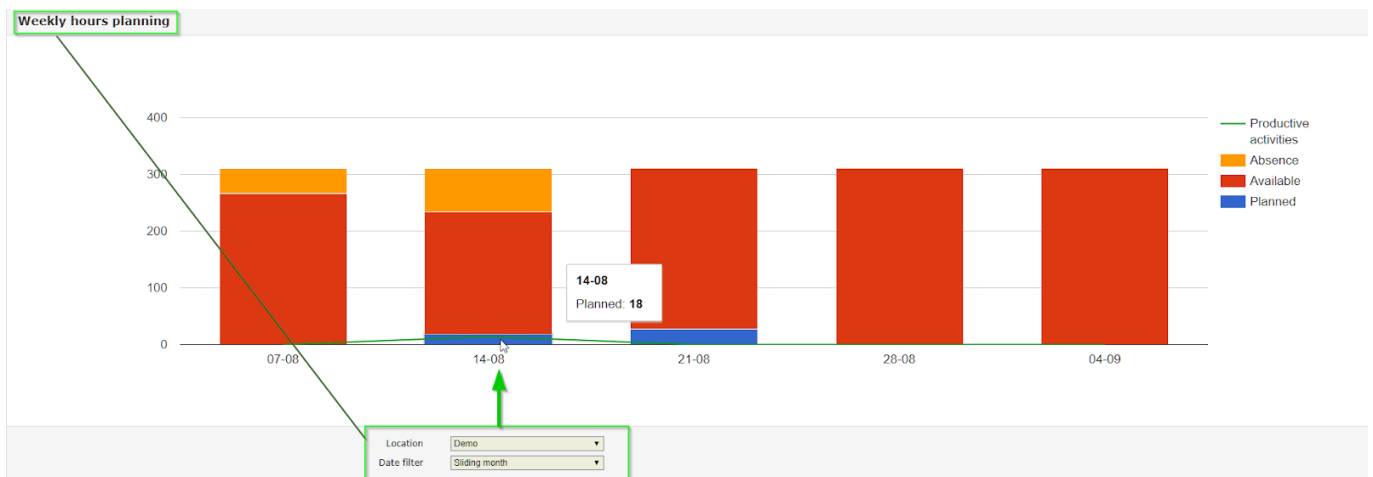 Weekly hours planning
400
300
200
100
0
Productive
activities
Absence
Available
Planned
14-08
Planned: 18
07-08 14-08 21-08 28-08 04-09
Location Demo
Date filter Sliding month